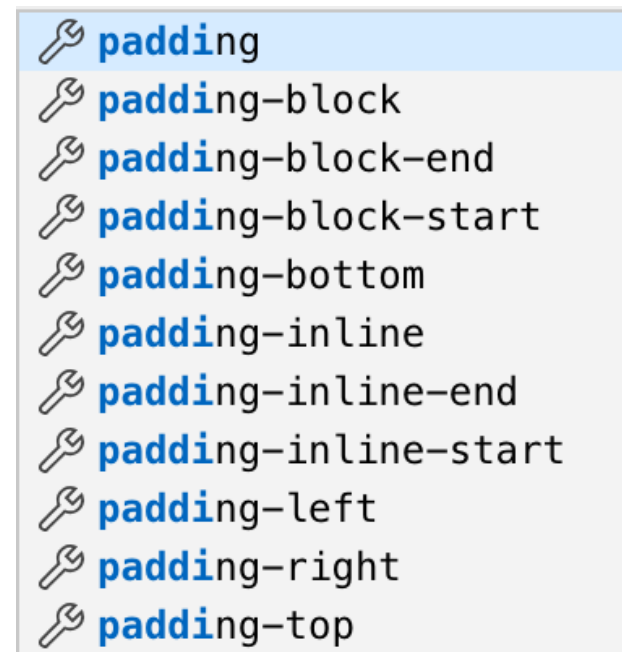 padding
padding-block
padding-block-end
padding-block-start
padding-bottom
padding-inline
padding-inline-end
padding-inline-start
padding-left
padding-right
padding-top